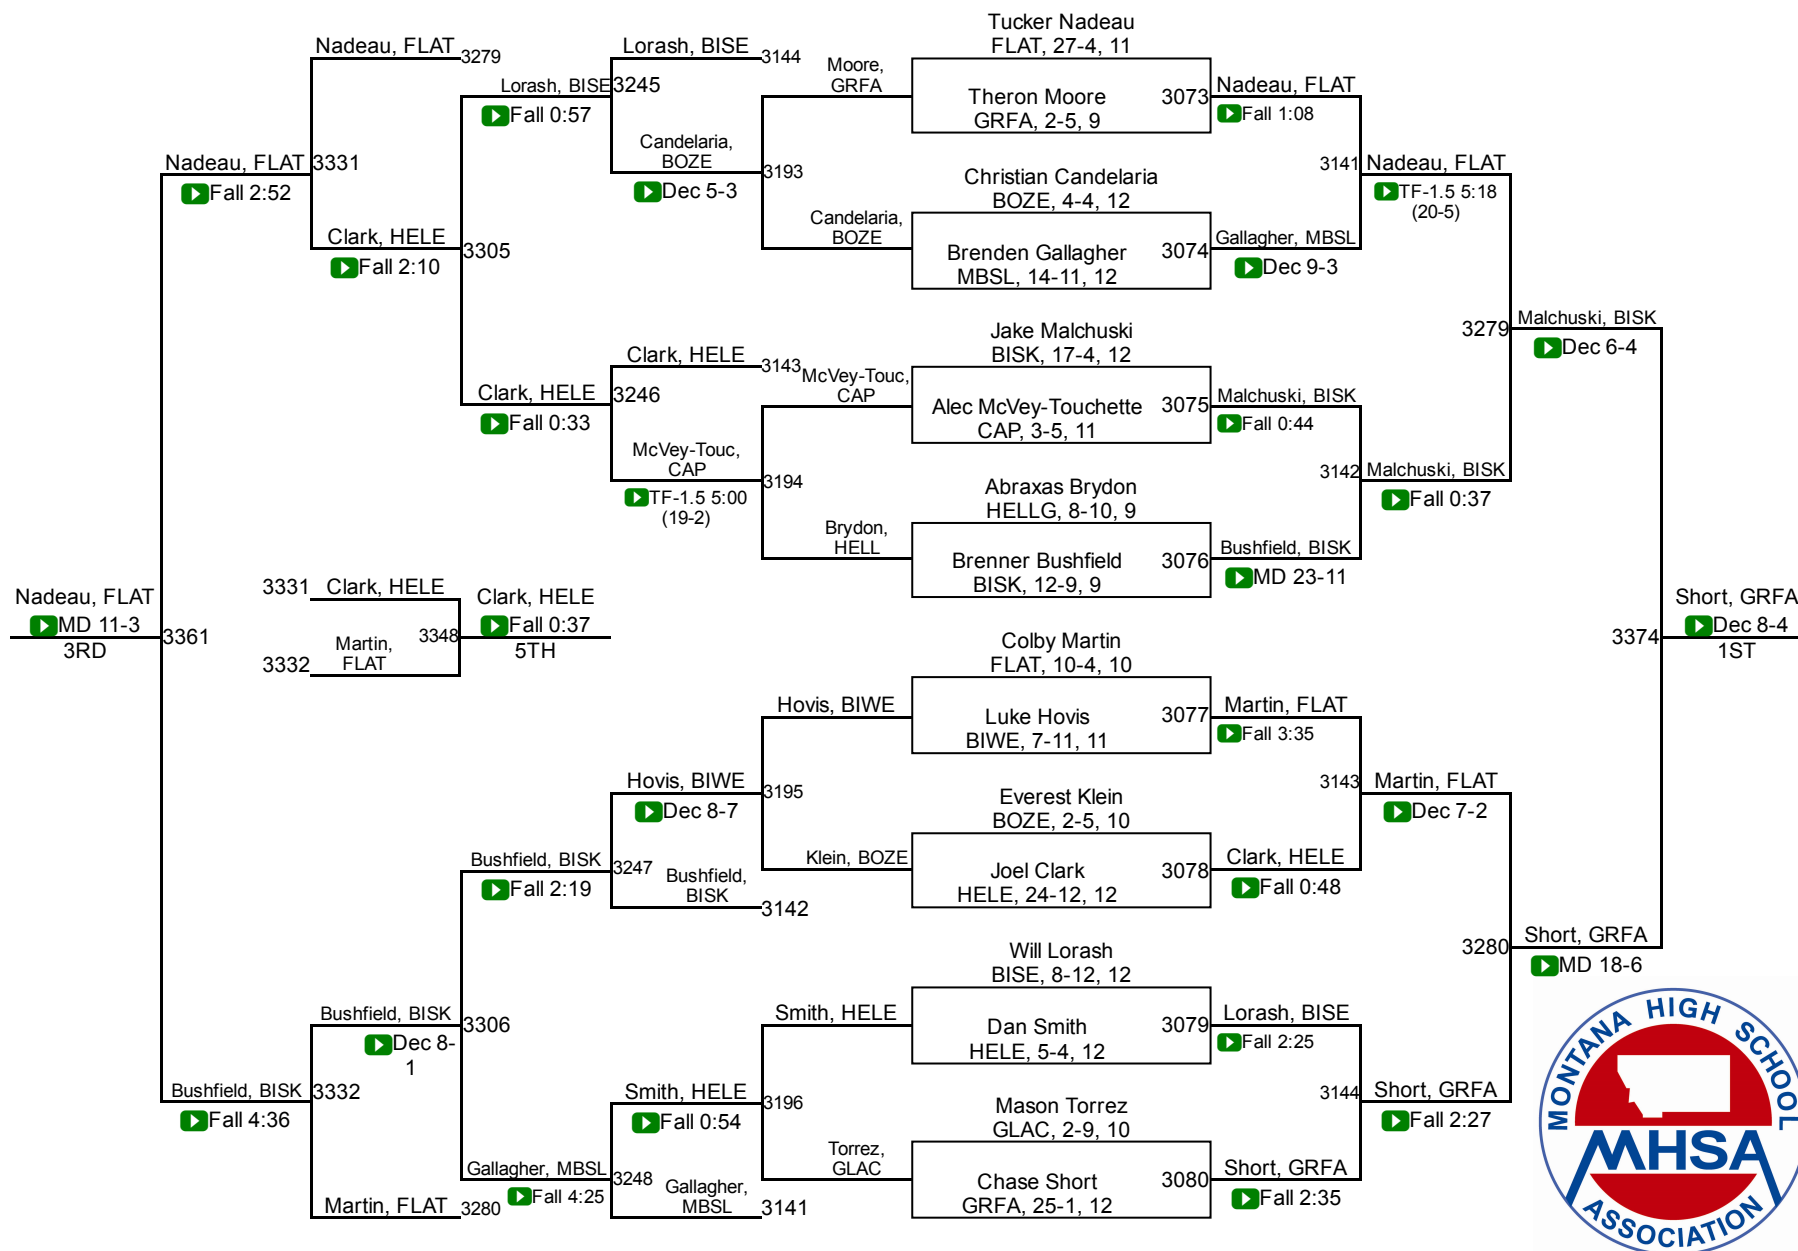 Nadeau, FLAT
MD 11-3
3RD
3361
Nadeau, FLAT
Fall 2:52
Bushfield, BISK
Fall 4:36
Nadeau, FLAT
3279
3331
Clark, HELE
Fall 2:10
3331
Clark, HELE
Martin,
FLAT
3332
3348
Clark, HELE
Fall 0:37
5TH
Bushfield, BISK
Dec 8-
1
3332
Martin, FLAT
3280
Lorash, BISE
Fall 0:57
3305
Clark, HELE
Fall 0:33
Bushfield, BISK
Fall 2:19
3306
Gallagher, MBSL
Fall 4:25
Lorash, BISE
3144
3245
Candelaria,
BOZE
Dec 5-3
Clark, HELE
3143
3246
McVey-Touc,
CAP
TF-1.5 5:00
(19-2)
Hovis, BIWE
Dec 8-7
3247
Bushfield,
BISK
3142
Smith, HELE
Fall 0:54
3248
Gallagher,
MBSL
3141
Moore,
GRFA
3193
Candelaria,
BOZE
McVey-Touc,
CAP
3194
Brydon,
HELL
Hovis, BIWE
3195
Klein, BOZE
Smith, HELE
3196
Torrez,
GLAC
Tucker Nadeau
FLAT, 27-4, 11
Theron Moore
GRFA, 2-5, 9
3073
Christian Candelaria
BOZE, 4-4, 12
Brenden Gallagher
MBSL, 14-11, 12
3074
Jake Malchuski
BISK, 17-4, 12
Alec McVey-Touchette
CAP, 3-5, 11
3075
Abraxas Brydon
HELLG, 8-10, 9
Brenner Bushfield
BISK, 12-9, 9
3076
Colby Martin
FLAT, 10-4, 10
Luke Hovis
BIWE, 7-11, 11
3077
Everest Klein
BOZE, 2-5, 10
Joel Clark
HELE, 24-12, 12
3078
Will Lorash
BISE, 8-12, 12
Dan Smith
HELE, 5-4, 12
3079
Mason Torrez
GLAC, 2-9, 10
Chase Short
GRFA, 25-1, 12
3080
Nadeau, FLAT
Fall 1:08
3141
Gallagher, MBSL
Dec 9-3
Malchuski, BISK
Fall 0:44
3142
Bushfield, BISK
MD 23-11
Martin, FLAT
Fall 3:35
3143
Clark, HELE
Fall 0:48
Lorash, BISE
Fall 2:25
3144
Short, GRFA
Fall 2:35
Nadeau, FLAT
TF-1.5 5:18
(20-5)
3279
Malchuski, BISK
Fall 0:37
Martin, FLAT
Dec 7-2
3280
Short, GRFA
Fall 2:27
Malchuski, BISK
Dec 6-4
3374
Short, GRFA
MD 18-6
Short, GRFA
Dec 8-4
1ST
MONTANA HIGH SCHOOL
MHSA
ASSOCIATION